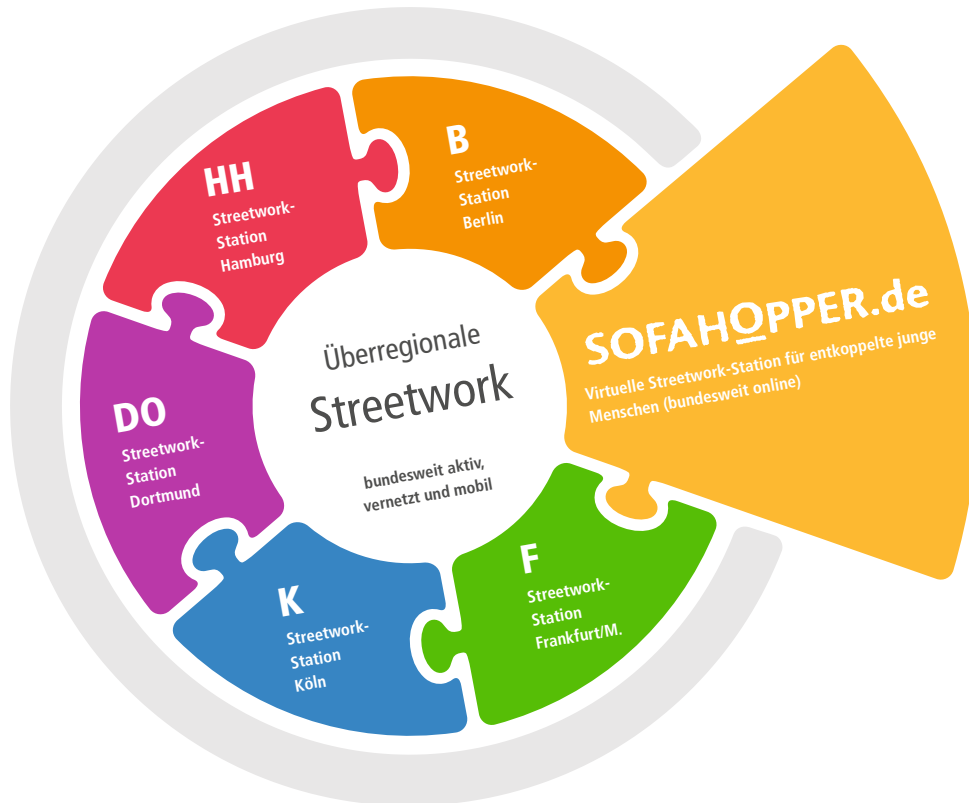 Überregionale
Streetwork
bundesweit aktiv,
vernetzt und mobil
B
Streetwork-
Station
Berlin
SOFAHOPPER.de
Virtuelle Streetwork-Station für entkoppelte junge
Menschen (bundesweit online)
F
Streetwork-
Station
Frankfurt/M.
K
Streetwork-
Station
Köln
DO
Streetwork-
Station
Dortmund
HH
Streetwork-
Station
Hamburg